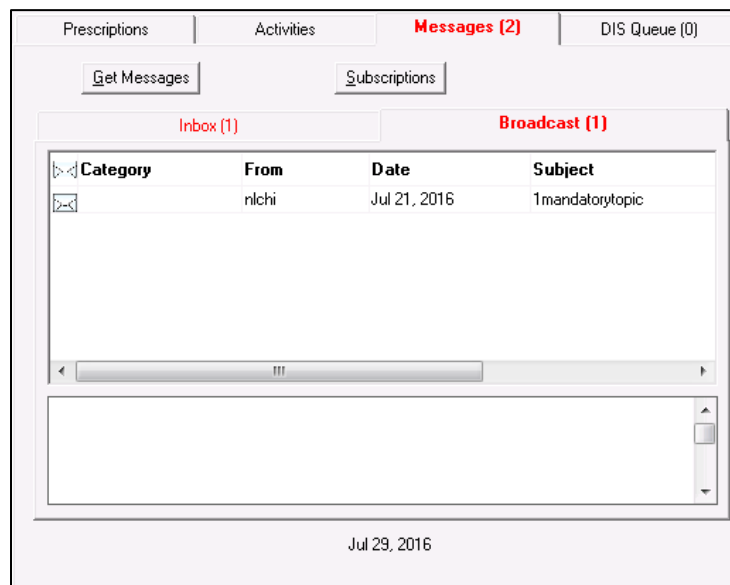 Prescriptions Activities Messages (2) DIS Queue (0)
Get Messages Subscriptions
Inbox (1) Broadcast (1)
Category From Date Subject
nlchi Jul 21, 2016 1mandatorytopic
Jul 29, 2016